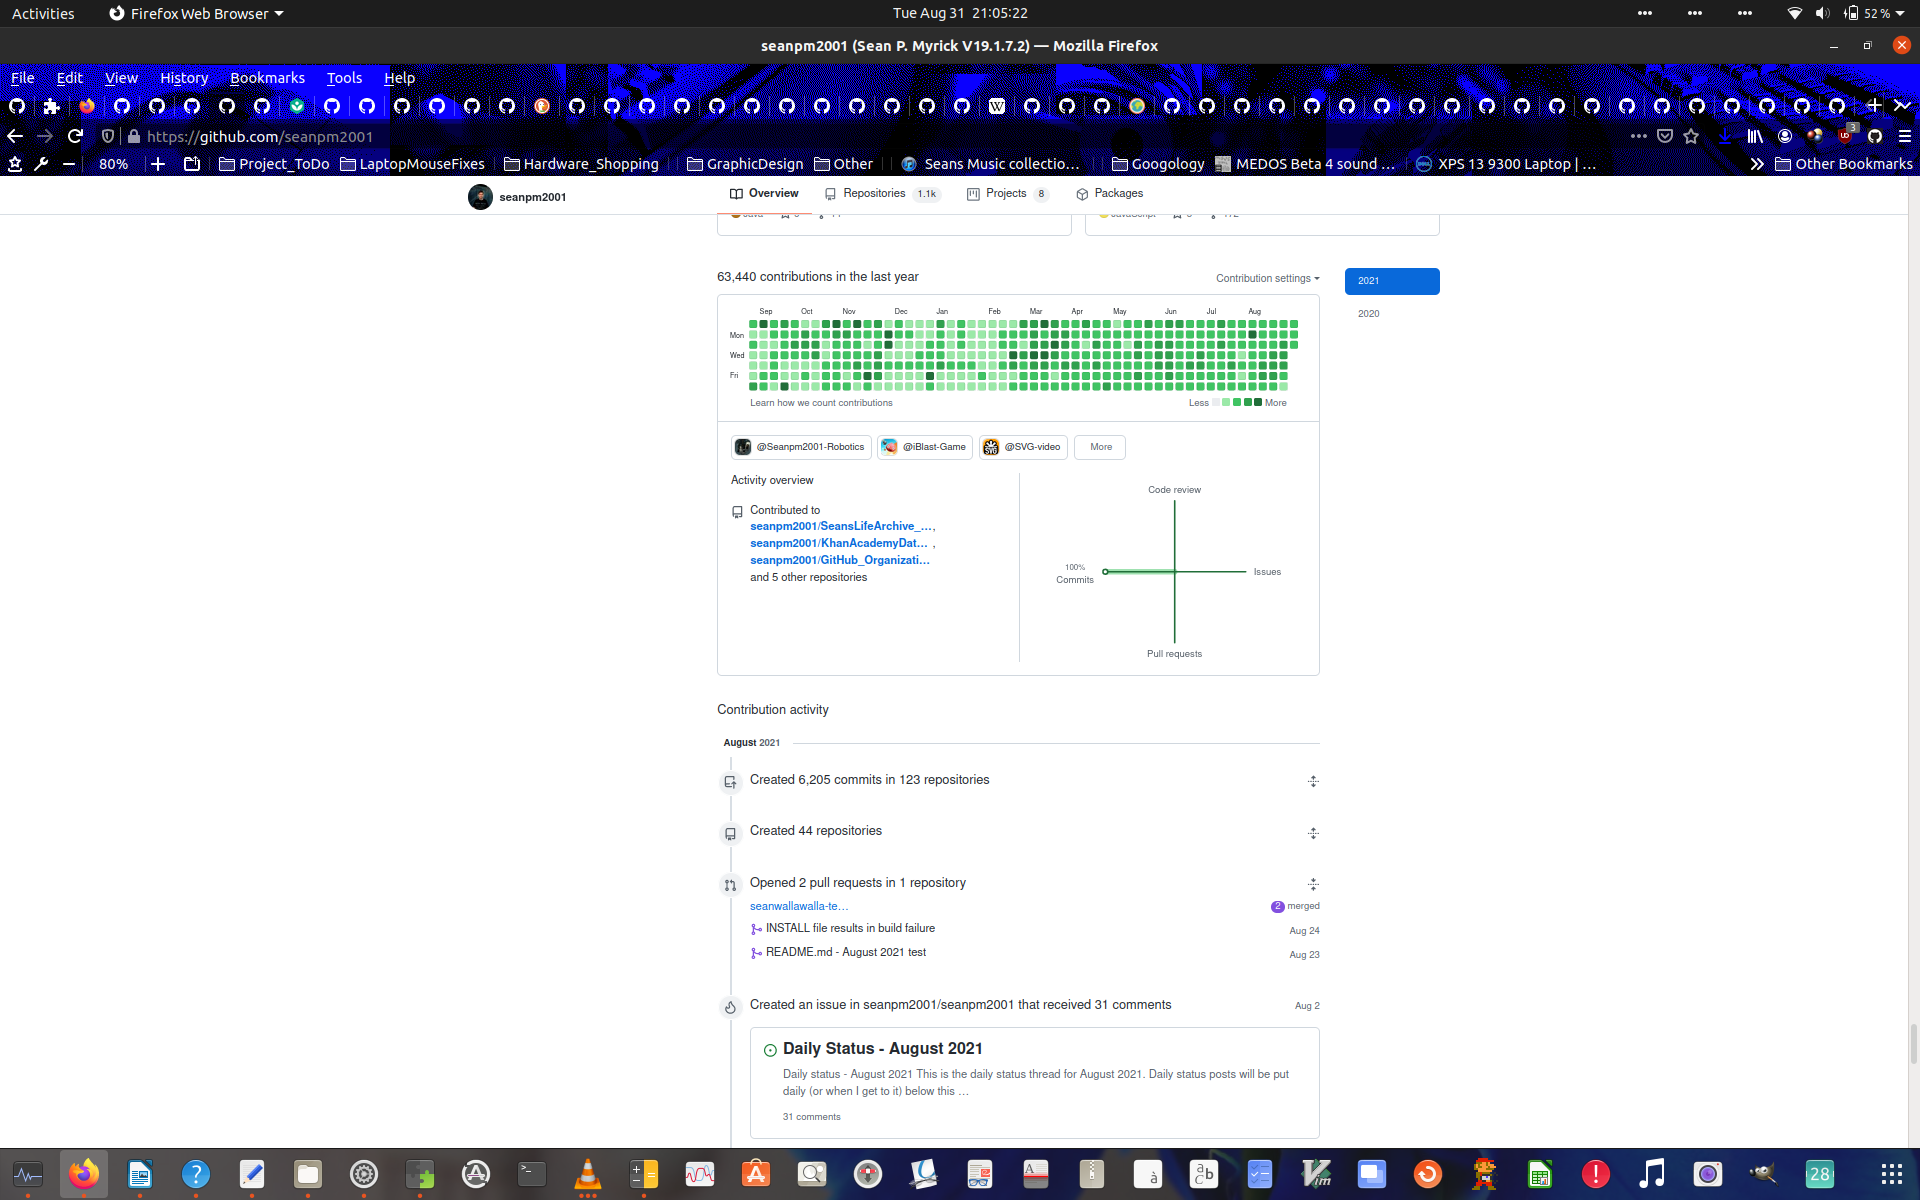 Activities
Firefox Web Browser
Tue Aug 31 21:05:22
52 %
seanpm2001 (Sean P. Myrick V19.1.7.2) — Mozilla Firefox
File Edit View History Bookmarks Tools Help
https://github.com/seanpm2001
3
80%
Project_ToDo
LaptopMouseFixes
Hardware_Shopping
GraphicDesign
Other
Seans Music collectio…
Googology
MEDOS Beta 4 sound …
XPS 13 9300 Laptop | …
Other Bookmarks
seanpm2001
Overview
Repositories 1.1k
Projects 8
Packages
63,440 contributions in the last year
Contribution settings
2021
2020
Sep Oct Nov Dec Jan Feb Mar Apr May Jun Jul Aug
Mon
Wed
Fri
Learn how we count contributions
Less
More
@Seanpm2001-Robotics
@iBlast-Game
@SVG-video
More
Activity overview
Contributed to
seanpm2001/SeansLifeArchive_…,
seanpm2001/KhanAcademyDat… ,
seanpm2001/GitHub_Organizati…
and 5 other repositories
Code review
100%
Commits
Issues
Pull requests
Contribution activity
August 2021
Created 6,205 commits in 123 repositories
Created 44 repositories
Opened 2 pull requests in 1 repository
seanwallawalla-te…
2 merged
INSTALL file results in build failure
Aug 24
README.md - August 2021 test
Aug 23
Created an issue in seanpm2001/seanpm2001 that received 31 comments
Aug 2
Daily Status - August 2021
Daily status - August 2021 This is the daily status thread for August 2021. Daily status posts will be put
daily (or when I get to it) below this …
31 comments
28